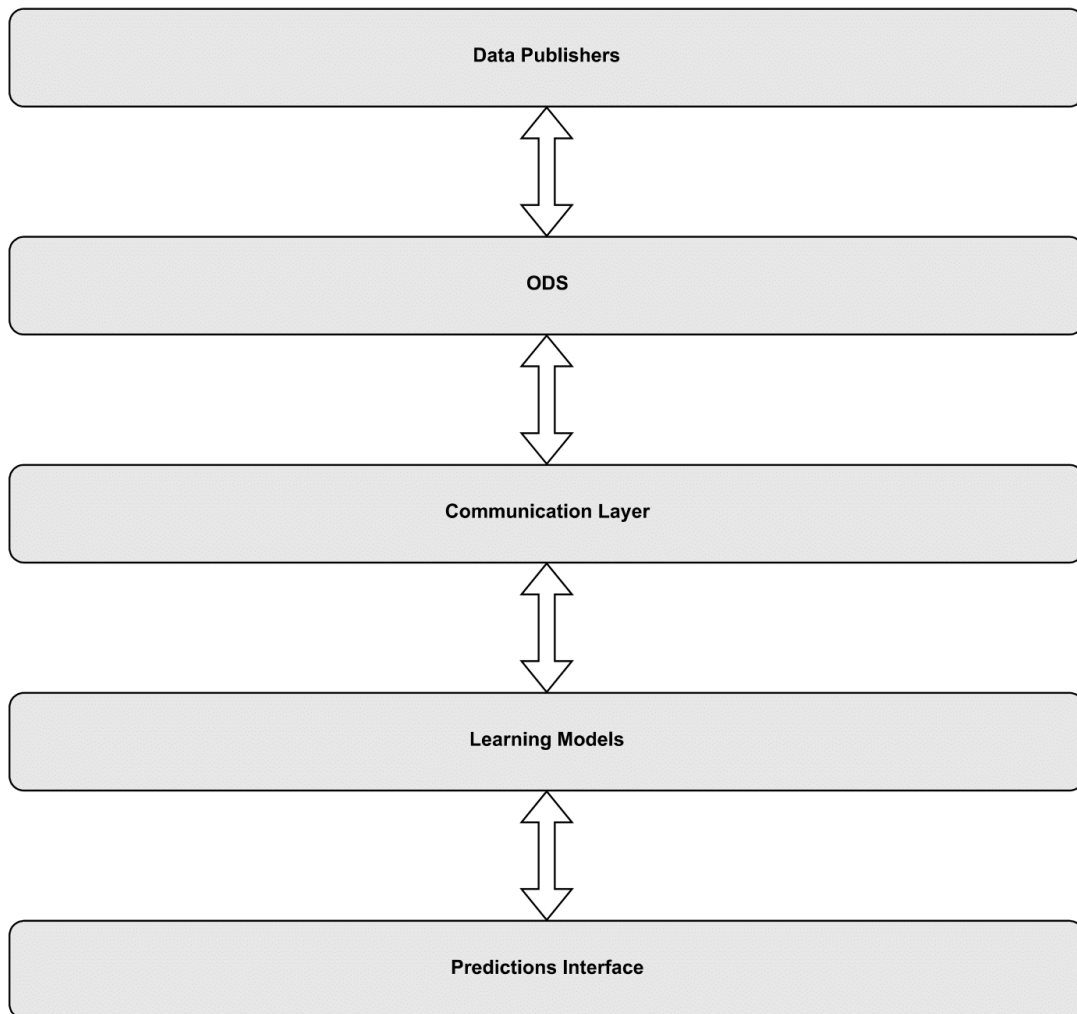 Data Publishers
ODS
Communication Layer
Learning Models
Predictions Interface